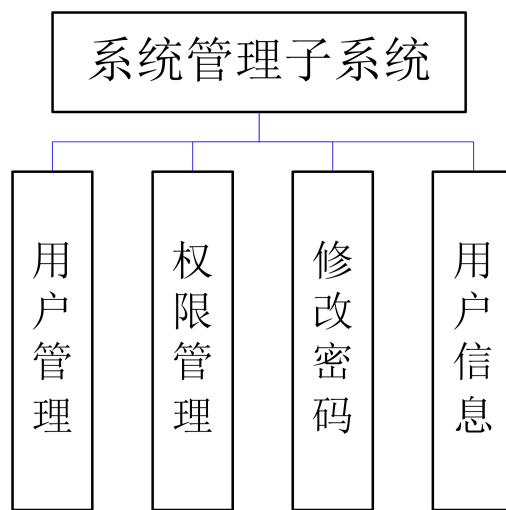 系统管理子系统
用户管理
权限管理
修改密码
用户信息